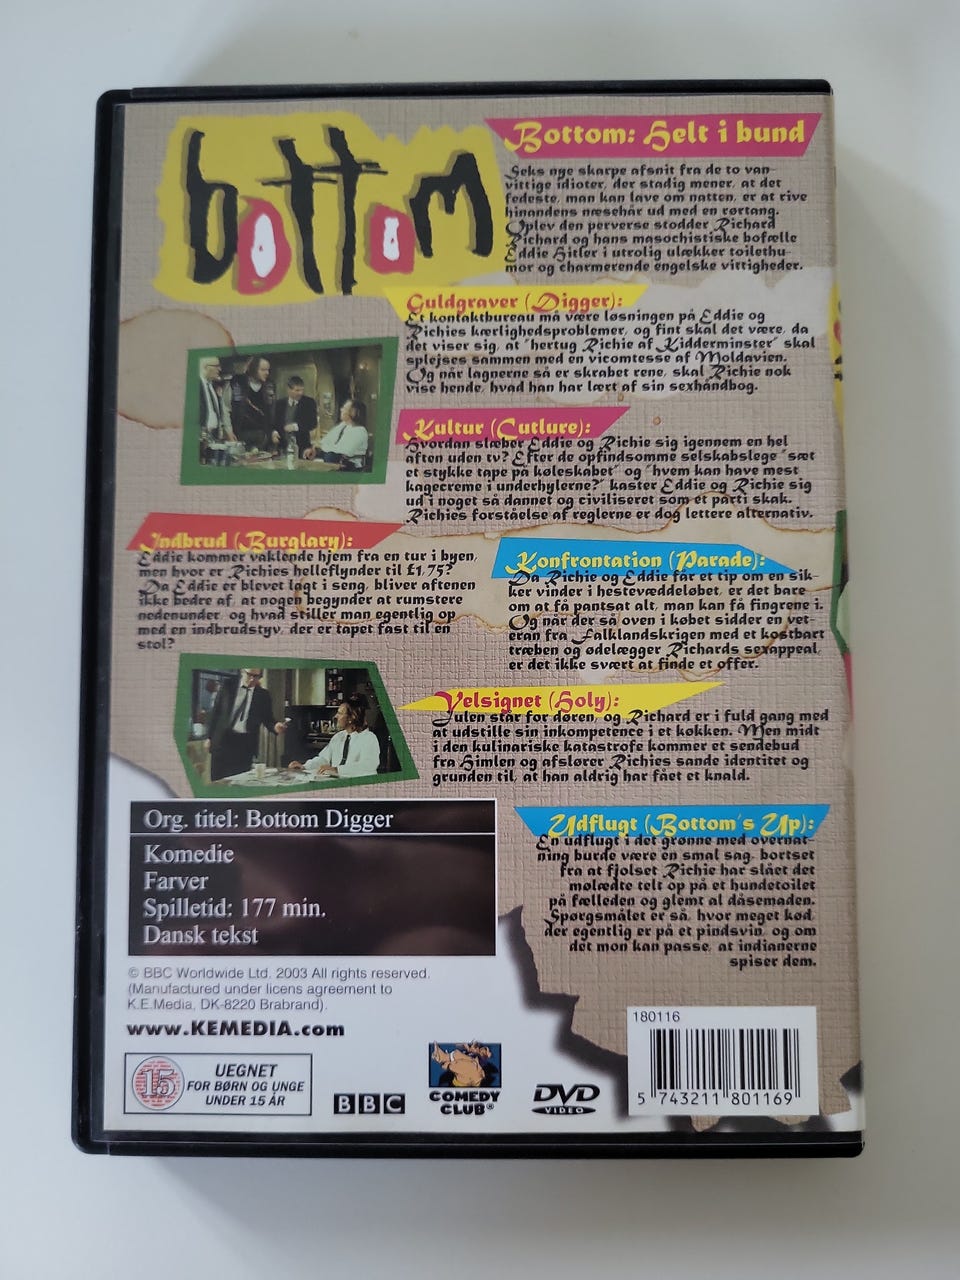 bottom
Bottom: Helt i bund
Seks nye skarpe afsnit fra de to van-
vittige idioter, der stadig mener, at det
fedeste, man kan lave om natten, er at rive
hinandens næsehår ud med en rørtang.
Oplev den perverse stodder Richard
Richard og hans masochistiske bofælle
Eddie Hitler i utrolig ulækker toilethu-
mor og charmerende engelske vittigheder.
Guldgraver (Digger):
Et kontaktbureau må være løsningen på Eddie og
Richies kærlighedsproblemer, og fint skal det være, da
det viser sig, at "hertug Richie af Kidderminster" skal
splejses sammen med en vicomtesse af Moldavien.
Og når lagnerne så er skrabet rene, skal Richie nok
vise hende, hvad han har lært af sin sexhåndbog.
Kultur (Cutlure):
Hvordan slæber Eddie og Richie sig igennem en hel
aften uden tv? Efter de opfindsomme selskabslege "sæt
et stykke tape på køleskabet" og "hvem kan have mest
kagecreme i underhylerne?" kaster Eddie og Richie sig
ud i noget så dannet og civiliseret som et parti skak.
Richies forståelse af reglerne er dog lettere alternativ.
Indbrud (Burglary):
Eddie kommer vaklende hjem fra en tur i byen,
men hvor er Richies helleflynder til £1,75?
Da Eddie er blevet lagt i seng, bliver aftenen
ikke bedre af, at nogen begynder at rumstere
nedenunder, og hvad stiller man egentlig op
med en indbrudstyv, der er tapet fast til en
stol?
Konfrontation (Parade):
Da Richie og Eddie får et tip om en sik-
ker vinder i hestevæddeløbet, er det bare
om at få pantsat alt, man kan få fingrene i.
Og når der så oven i købet sidder en vet-
eran fra Falklandskrigen med et kostbart
træben og ødelægger Richards sexappeal,
er det ikke svært at finde et offer.
Velsignet (Holy):
Julen står for døren, og Richard er i fuld gang med
at udstille sin inkompetence i et køkken. Men midt
i den kulinariske katastrofe kommer et sendebud
fra Himlen og afslører Richies sande identitet og
grunden til, at han aldrig har fået et knald.
Udflugt (Bottom's Up):
En udflugt i det grønne med overnat-
ning burde være en smal sag, bortset
fra at fjolset Richie har slået det
mølædte telt op på et hundetoilet
på fælleden og glemt al dåsemaden.
Spørgsmålet er så, hvor meget kød,
der egentlig er på et pindsvin, og om
det mon kan passe, at indianerne
spiser dem.
Org. titel: Bottom Digger
Komedie
Farver
Spilletid: 177 min.
Dansk tekst
© BBC Worldwide Ltd. 2003 All rights reserved.
(Manufactured under licens agreement to
K.E.Media, DK-8220 Brabrand).
www.KEMEDIA.com
15
UEGNET
FOR BØRN OG UNGE
UNDER 15 ÅR
BBC
COMEDY
CLUB®
DVD
VIDEO
180116
5 743211 801169